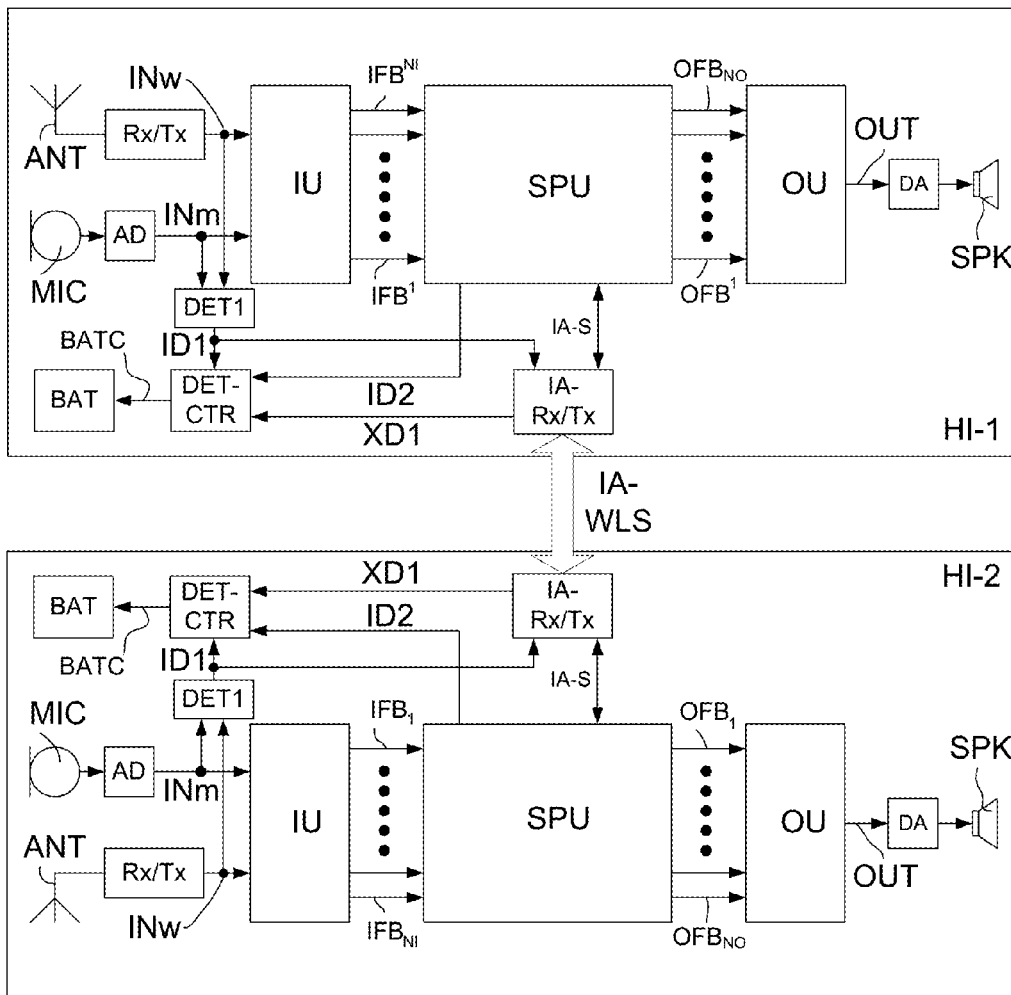 INw
IFB^NI
OFB_NO
Rx/Tx
ANT
IU
SPU
OU
OUT
DA
INm
AD
MIC
SPK
DET1
IFB^1
OFB^1
BATC
ID1
IA-S
BAT
DET-
CTR
ID2
XD1
IA-
Rx/Tx
HI-1
IA-
WLS
HI-2
XD1
IA-
Rx/Tx
BAT
DET-
CTR
ID2
BATC
ID1
IA-S
DET1
MIC
IFB_1
OFB_1
SPK
AD
INm
IU
SPU
OU
DA
ANT
Rx/Tx
OUT
INw
IFB_NI
OFB_NO